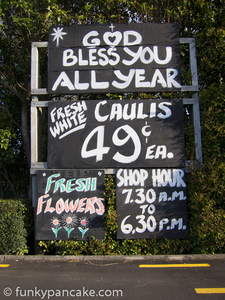 GOD
BLESS YOU
ALL YEAR
FRESH
WHITE
CAULIS
49¢
EA.
"FRESH"
FLOWERS
SHOP HOUR
7.30 A.M.
TO
6.30 P.M.
© funkypancake.com